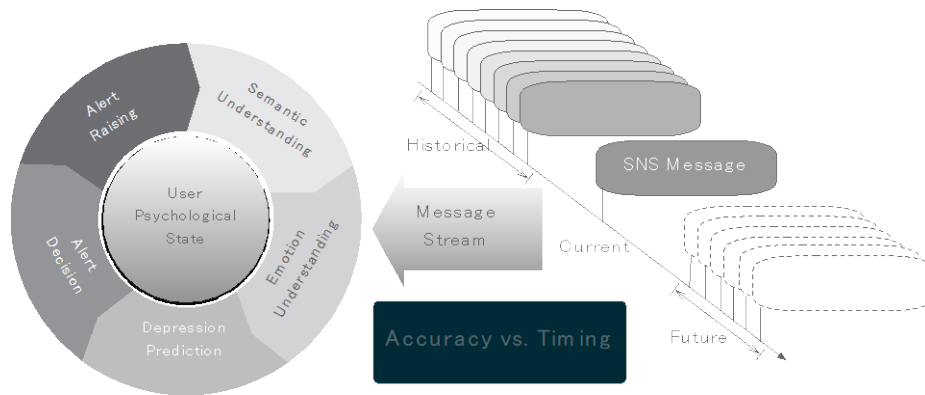 Alert
Raising
Semantic
Understanding
User
Psychological
State
Alert
Decision
Emotion
Understanding
Depression
Prediction
Message
Stream
Historical
SNS Message
Current
Future
Accuracy vs. Timing